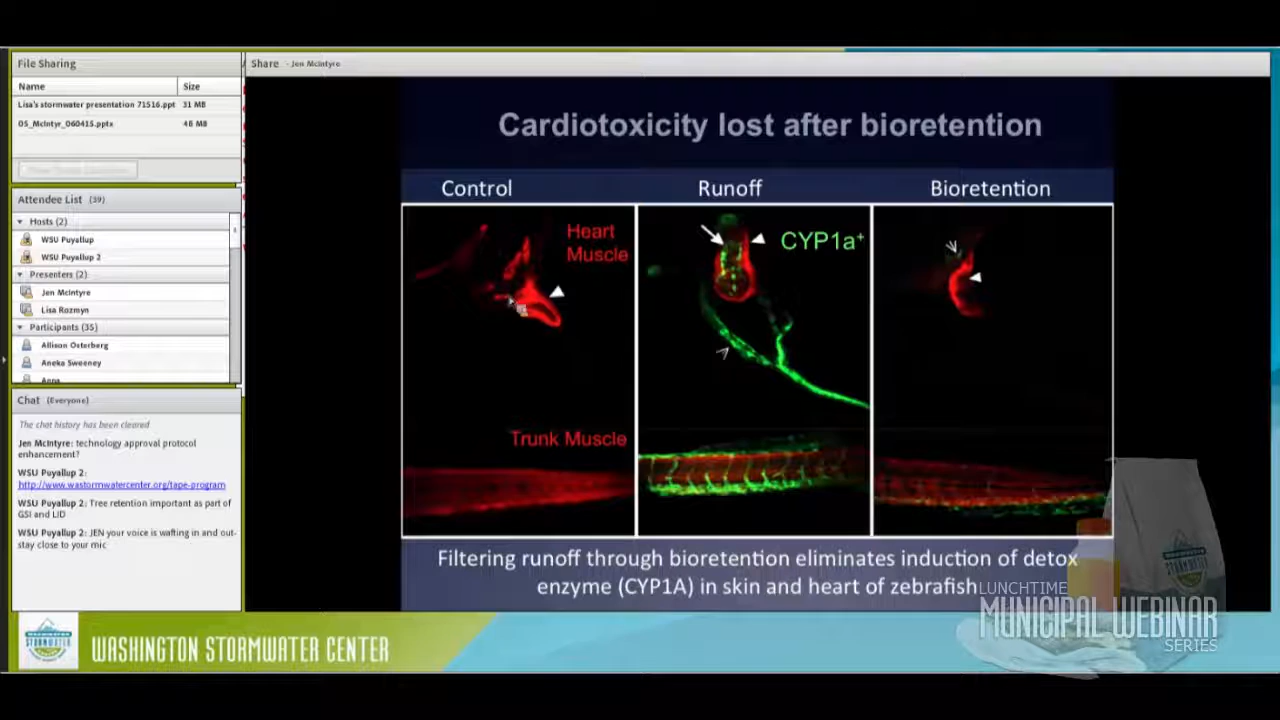 File Sharing
Name Size
Lisa's stormwater presentation 71516.ppt 31 MB
OS_McIntyr_060415.pptx 48 MB
Attendee List (39)
Hosts (2)
WSU Puyallup
WSU Puyallup 2
Presenters (2)
Jen McIntyre
Lisa Rozmyn
Participants (35)
Allison Osterberg
Aneka Sweeney
Anna
Chat (Everyone)
The chat history has been cleared
Jen McIntyre: technology approval protocol
enhancement?
WSU Puyallup 2:
http://www.wastormwatercenter.org/tape-program
WSU Puyallup 2: Tree retention important as part of
GSI and LID
WSU Puyallup 2: JEN your voice is wafting in and out-
stay close to your mic
Share - Jen McIntyre
Cardiotoxicity lost after bioretention
Control Runoff Bioretention
Heart
Muscle
CYP1a+
Trunk Muscle
Filtering runoff through bioretention eliminates induction of detox
enzyme (CYP1A) in skin and heart of zebrafish
LUNCHTIME
MUNICIPAL WEBINAR
SERIES
WASHINGTON STORMWATER CENTER